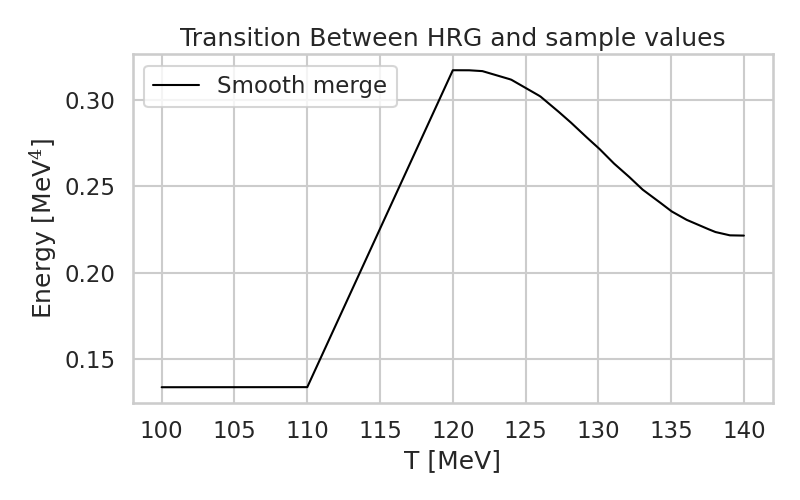 Transition Between HRG and sample values
Smooth merge
Energy [MeV⁴]
0.30
0.25
0.20
0.15
100 105 110 115 120 125 130 135 140
T [MeV]